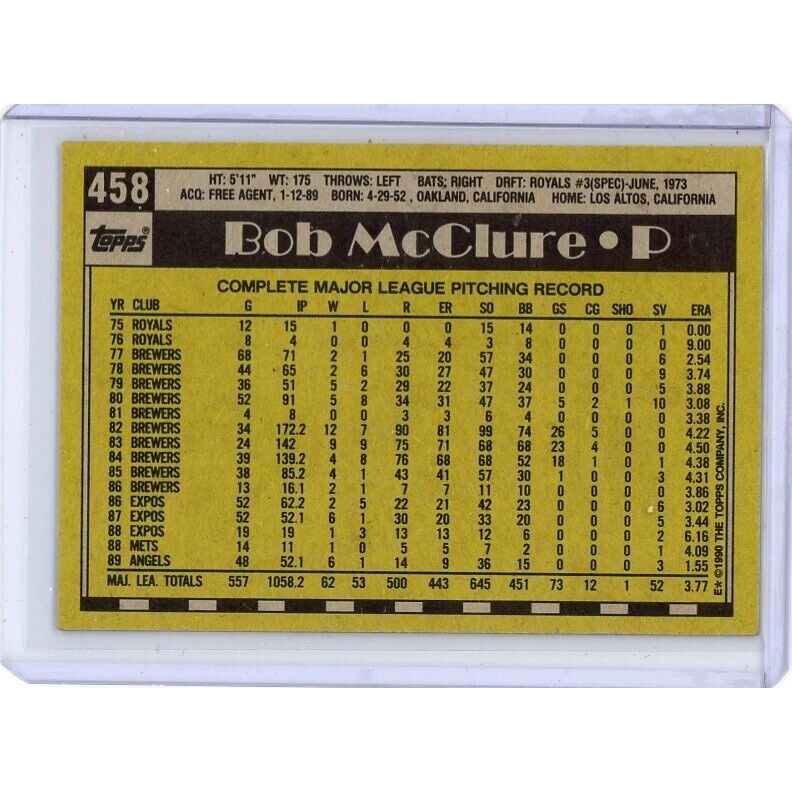 458
HT: 5'11" WT: 175 THROWS: LEFT BATS: RIGHT DRFT: ROYALS #3(SPEC)-JUNE, 1973
ACQ: FREE AGENT, 1-12-89 BORN: 4-29-52 , OAKLAND, CALIFORNIA HOME: LOS ALTOS, CALIFORNIA
topps®
Bob McClure • P
COMPLETE MAJOR LEAGUE PITCHING RECORD
YR CLUB G IP W L R ER SO BB GS CG SHO SV ERA
75 ROYALS 12 15 1 0 0 0 15 14 0 0 0 1 0.00
76 ROYALS 8 4 0 0 4 4 3 8 0 0 0 0 9.00
77 BREWERS 68 71 2 1 25 20 57 34 0 0 0 6 2.54
78 BREWERS 44 65 2 6 30 27 47 30 0 0 0 9 3.74
79 BREWERS 36 51 5 2 29 22 37 24 0 0 0 5 3.88
80 BREWERS 52 91 5 8 34 31 47 37 5 2 1 10 3.08
81 BREWERS 4 8 0 0 3 3 6 4 0 0 0 0 3.38
82 BREWERS 34 172.2 12 7 90 81 99 74 26 5 0 0 4.22
83 BREWERS 24 142 9 9 75 71 68 68 23 4 0 0 4.50
84 BREWERS 39 139.2 4 8 76 68 68 52 18 1 0 1 4.38
85 BREWERS 38 85.2 4 1 43 41 57 30 1 0 0 3 4.31
86 BREWERS 13 16.1 2 1 7 7 11 10 0 0 0 0 3.86
86 EXPOS 52 62.2 2 5 22 21 42 23 0 0 0 6 3.02
87 EXPOS 52 52.1 6 1 30 20 33 20 0 0 0 5 3.44
88 EXPOS 19 19 1 3 13 13 12 6 0 0 0 2 6.16
88 METS 14 11 1 0 5 5 7 2 0 0 0 1 4.09
89 ANGELS 48 52.1 6 1 14 9 36 15 0 0 0 3 1.55
MAJ. LEA. TOTALS 557 1058.2 62 53 500 443 645 451 73 12 1 52 3.77
E* ©1990 THE TOPPS COMPANY, INC.